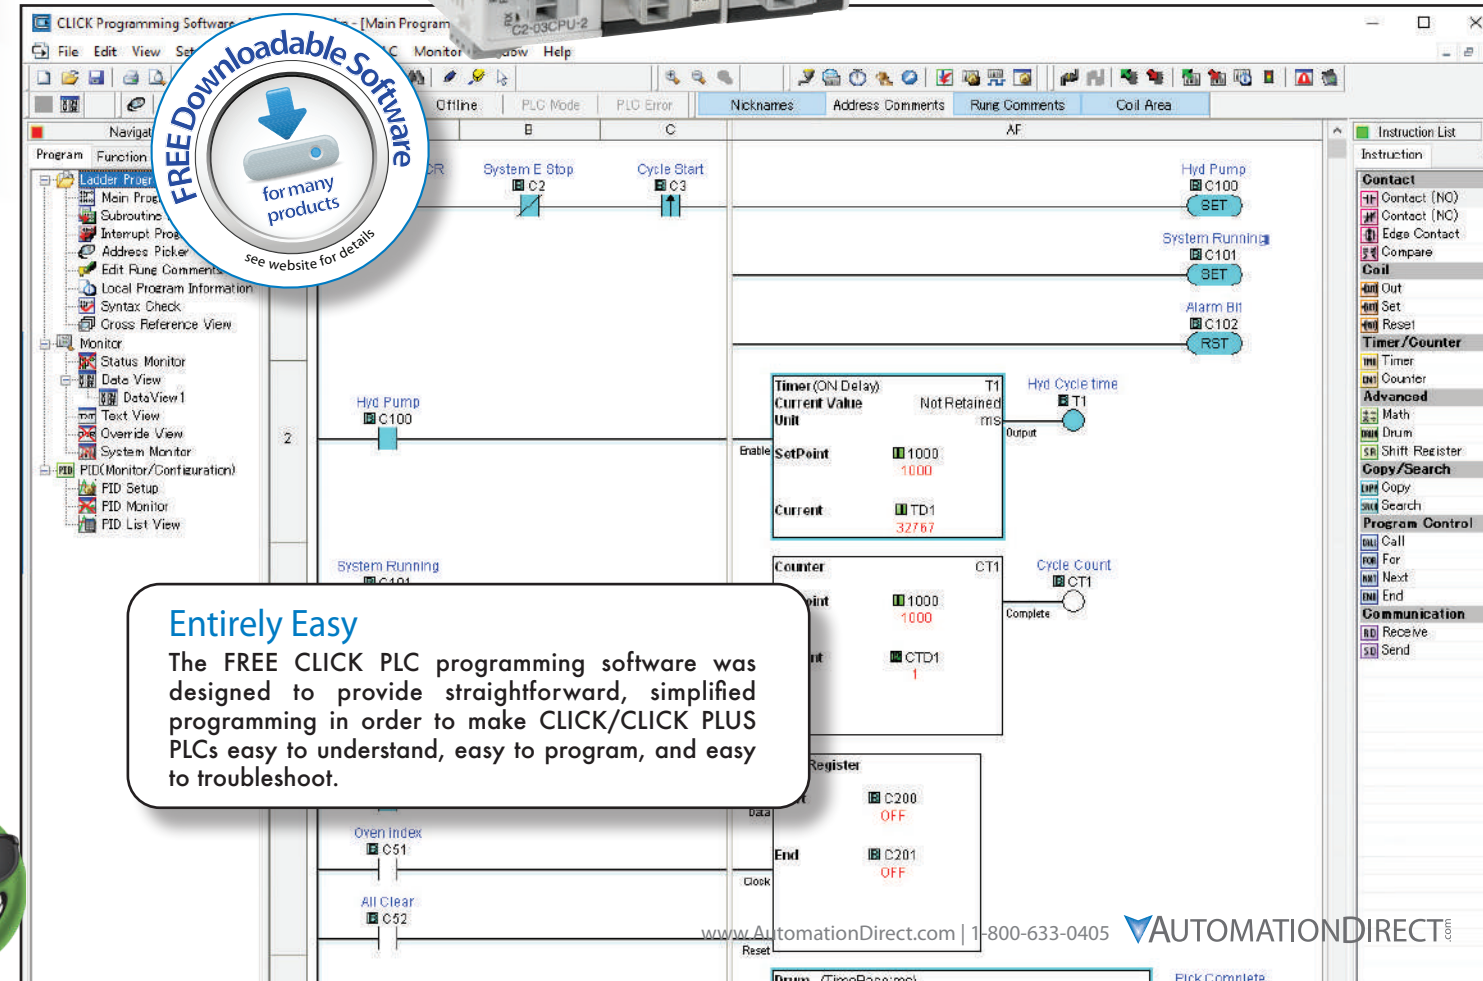 C2-03CPU-2
CLICK Programming Software
- [Main Program
File Edit View
Monitor
Help
FREE Downloadable Software
for many
products
see website for details
Offline PLC Mode PLC Error Nicknames Address Comments Rung Comments Coil Area
B C AF
Instruction List
Program Function
Instruction
Ladder
Main
Subroutine
Interrupt
Address Picker
Edit Rung Comments
Local Program Information
Syntax Check
Cross Reference View
Monitor
Status Monitor
Data View
DataView1
Text View
Override View
System Monitor
PID PID(Monitor/Configuration)
PID Setup
PID Monitor
PID List View
System E Stop
C2
Cycle Start
C3
Hyd Pump
C100
SET
System Running
C101
SET
Alarm Bit
C102
RST
2
Hyd Pump
C100
Enable
Timer (ON Delay) T1
Current Value Not Retained
Unit ms
SetPoint 1000
1000
Current TD1
32767
Output
Hyd Cycle time
T1
System Running
C101
Counter CT1
1000
1000
CTD1
1
Complete
Cycle Count
CT1
Entirely Easy
The FREE CLICK PLC programming software was
designed to provide straightforward, simplified
programming in order to make CLICK/CLICK PLUS
PLCs easy to understand, easy to program, and easy
to troubleshoot.
Register
Data
C200
OFF
End C201
OFF
Oven Index
C51
Clock
All Clear
C52
Reset
Drum (TimeBase:ms)
Pick Complete
Contact
Contact (NO)
Contact (NC)
Edge Contact
Compare
Coil
Out
Set
Reset
Timer/Counter
Timer
Counter
Advanced
Math
Drum
SR Shift Register
Copy/Search
Copy
Search
Program Control
Call
For
Next
End
Communication
RD Receive
SD Send
www.AutomationDirect.com | 1-800-633-0405 AUTOMATIONDIRECT.com